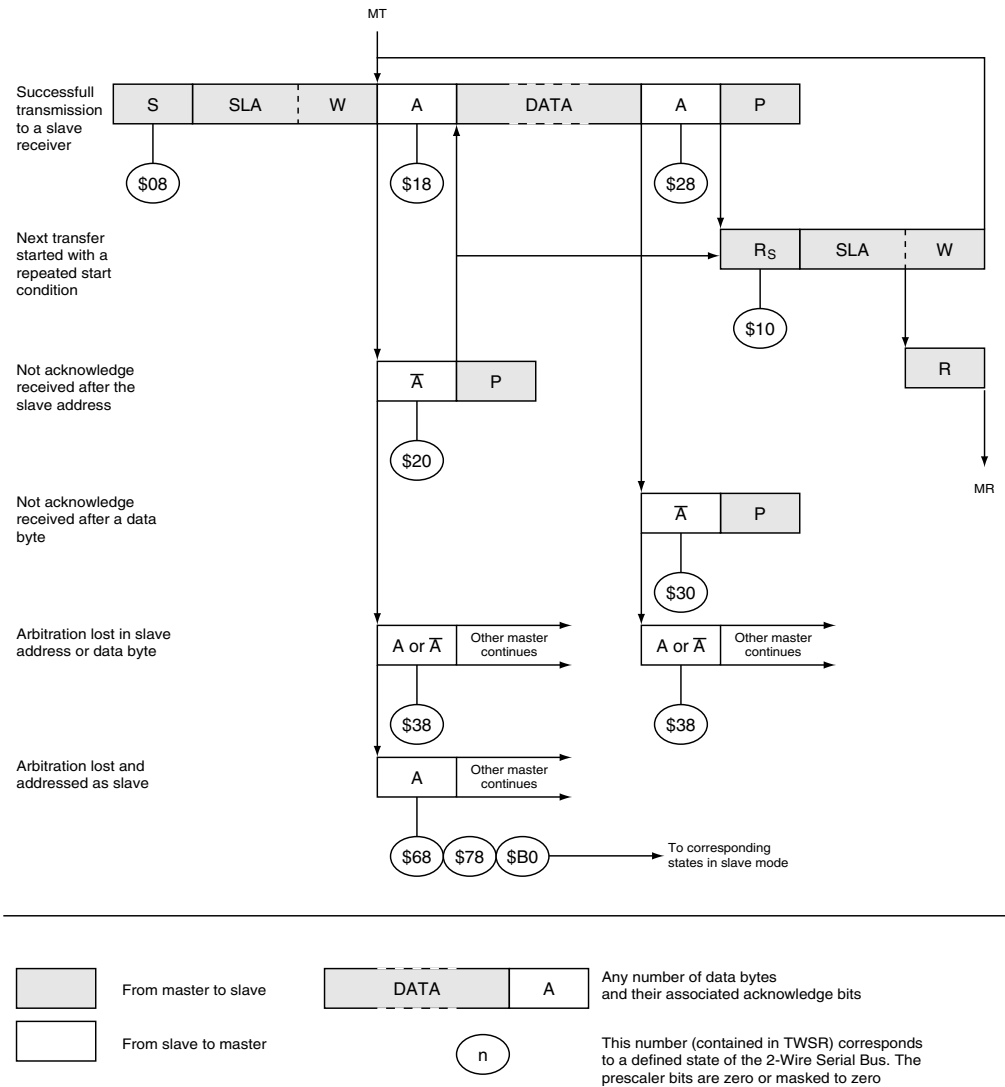 MT
Successfull
transmission
to a slave
receiver
S SLA W A DATA A P
$08 $18 $28
Next transfer
started with a
repeated start
condition
RS SLA W
$10
Not acknowledge
received after the
slave address
A̅ P
R
$20
MR
Not acknowledge
received after a data
byte
A̅ P
$30
Arbitration lost in slave
address or data byte
A or A̅ Other master
continues
A or A̅ Other master
continues
$38 $38
Arbitration lost and
addressed as slave
A Other master
continues
$68 $78 $B0
To corresponding
states in slave mode
From master to slave
DATA A
Any number of data bytes
and their associated acknowledge bits
From slave to master
n
This number (contained in TWSR) corresponds
to a defined state of the 2-Wire Serial Bus. The
prescaler bits are zero or masked to zero